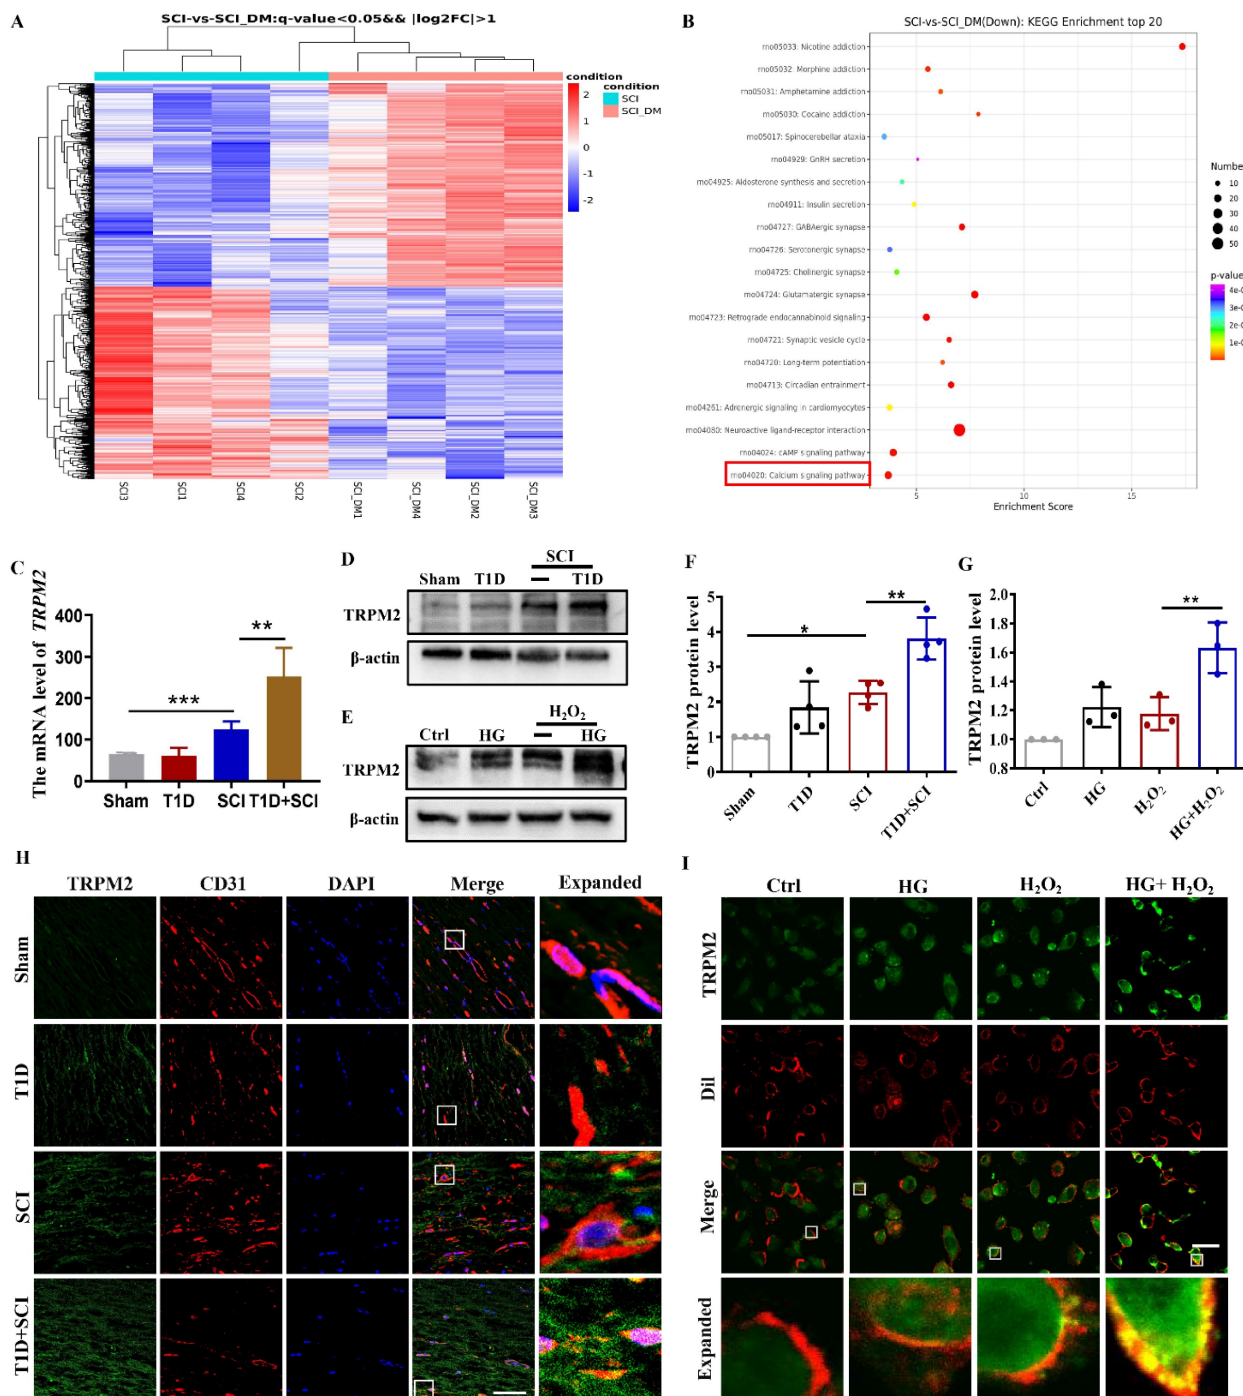 A
SCI-vs-SCI_DM:q-value<0.05&& |log2FC|>1
condition
condition
SCI
SCI_DM
2
1
0
-1
-2
SCI3
SCI1
SCI4
SCI2
SCI_DM1
SCI_DM4
SCI_DM2
SCI_DM3
B
SCI-vs-SCI_DM(Down): KEGG Enrichment top 20
rno05033: Nicotine addiction
rno05032: Morphine addiction
rno05031: Amphetamine addiction
rno05030: Cocaine addiction
rno05017: Spinocerebellar ataxia
rno04929: GnRH secretion
rno04925: Aldosterone synthesis and secretion
rno04911: Insulin secretion
rno04727: GABAergic synapse
rno04726: Serotonergic synapse
rno04725: Cholinergic synapse
rno04724: Glutamatergic synapse
rno04723: Retrograde endocannabinoid signaling
rno04721: Synaptic vesicle cycle
rno04720: Long-term potentiation
rno04713: Circadian entrainment
rno04261: Adrenergic signaling in cardiomyocytes
rno04080: Neuroactive ligand-receptor interaction
rno04024: cAMP signaling pathway
rno04020: Calcium signaling pathway
5 10 15
Enrichment Score
Number
10
20
30
40
50
p-value
4e-0
3e-0
2e-0
1e-0
C
The mRNA level of TRPM2
400
300
200
100
0
***
**
Sham T1D SCI T1D+SCI
D
SCI
Sham T1D – T1D
TRPM2
β-actin
E
H₂O₂
Ctrl HG – HG
TRPM2
β-actin
F
TRPM2 protein level
5
4
3
2
1
0
*
**
Sham
T1D
SCI
T1D+SCI
G
TRPM2 protein level
1.8
1.6
1.4
1.2
1.0
0.8
2.0
**
Ctrl
HG
H₂O₂
HG+H₂O₂
H
TRPM2 CD31 DAPI Merge Expanded
Sham
T1D
SCI
T1D+SCI
I
Ctrl HG H₂O₂ HG+ H₂O₂
TRPM2
Dil
Merge
Expanded